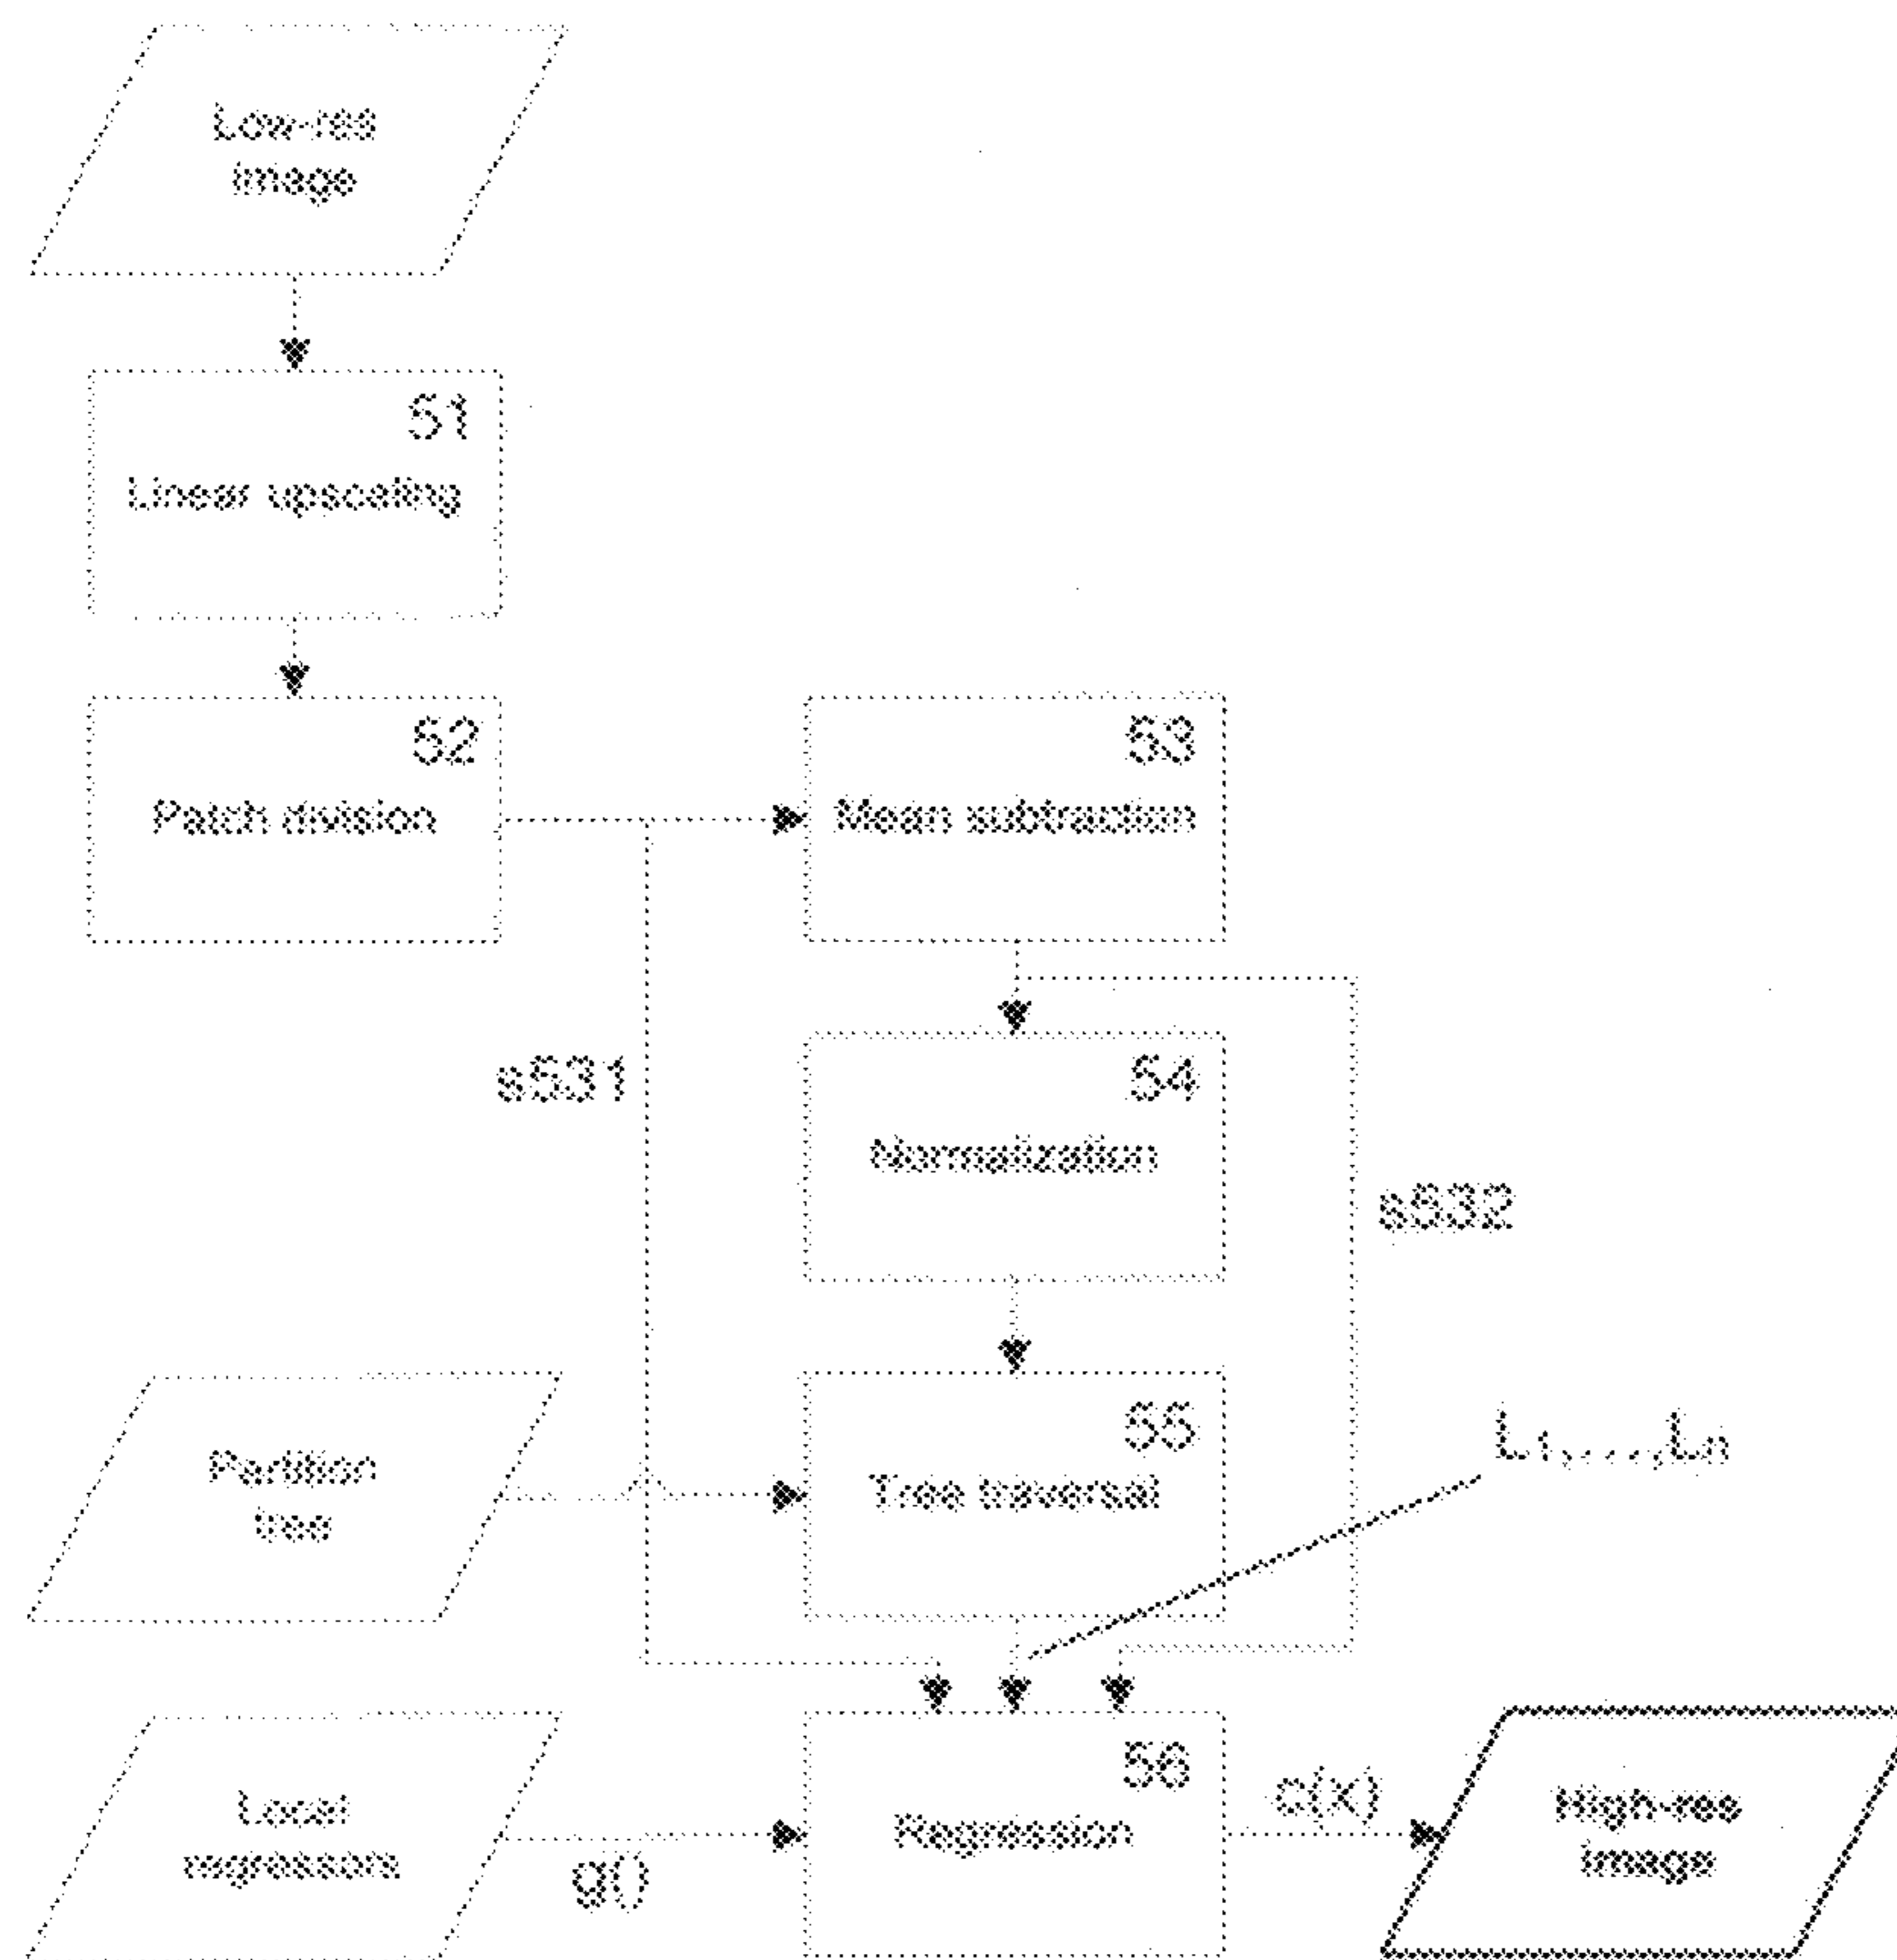 Low-res
image
51
Linear upscaling
52
Patch division
53
Mean subtraction
s531
54
Normalization
s532
Partition
tree
55
Tree traversal
L1,...,Ln
Local
regressors
g()
56
Regression
c(x)
High-res
image